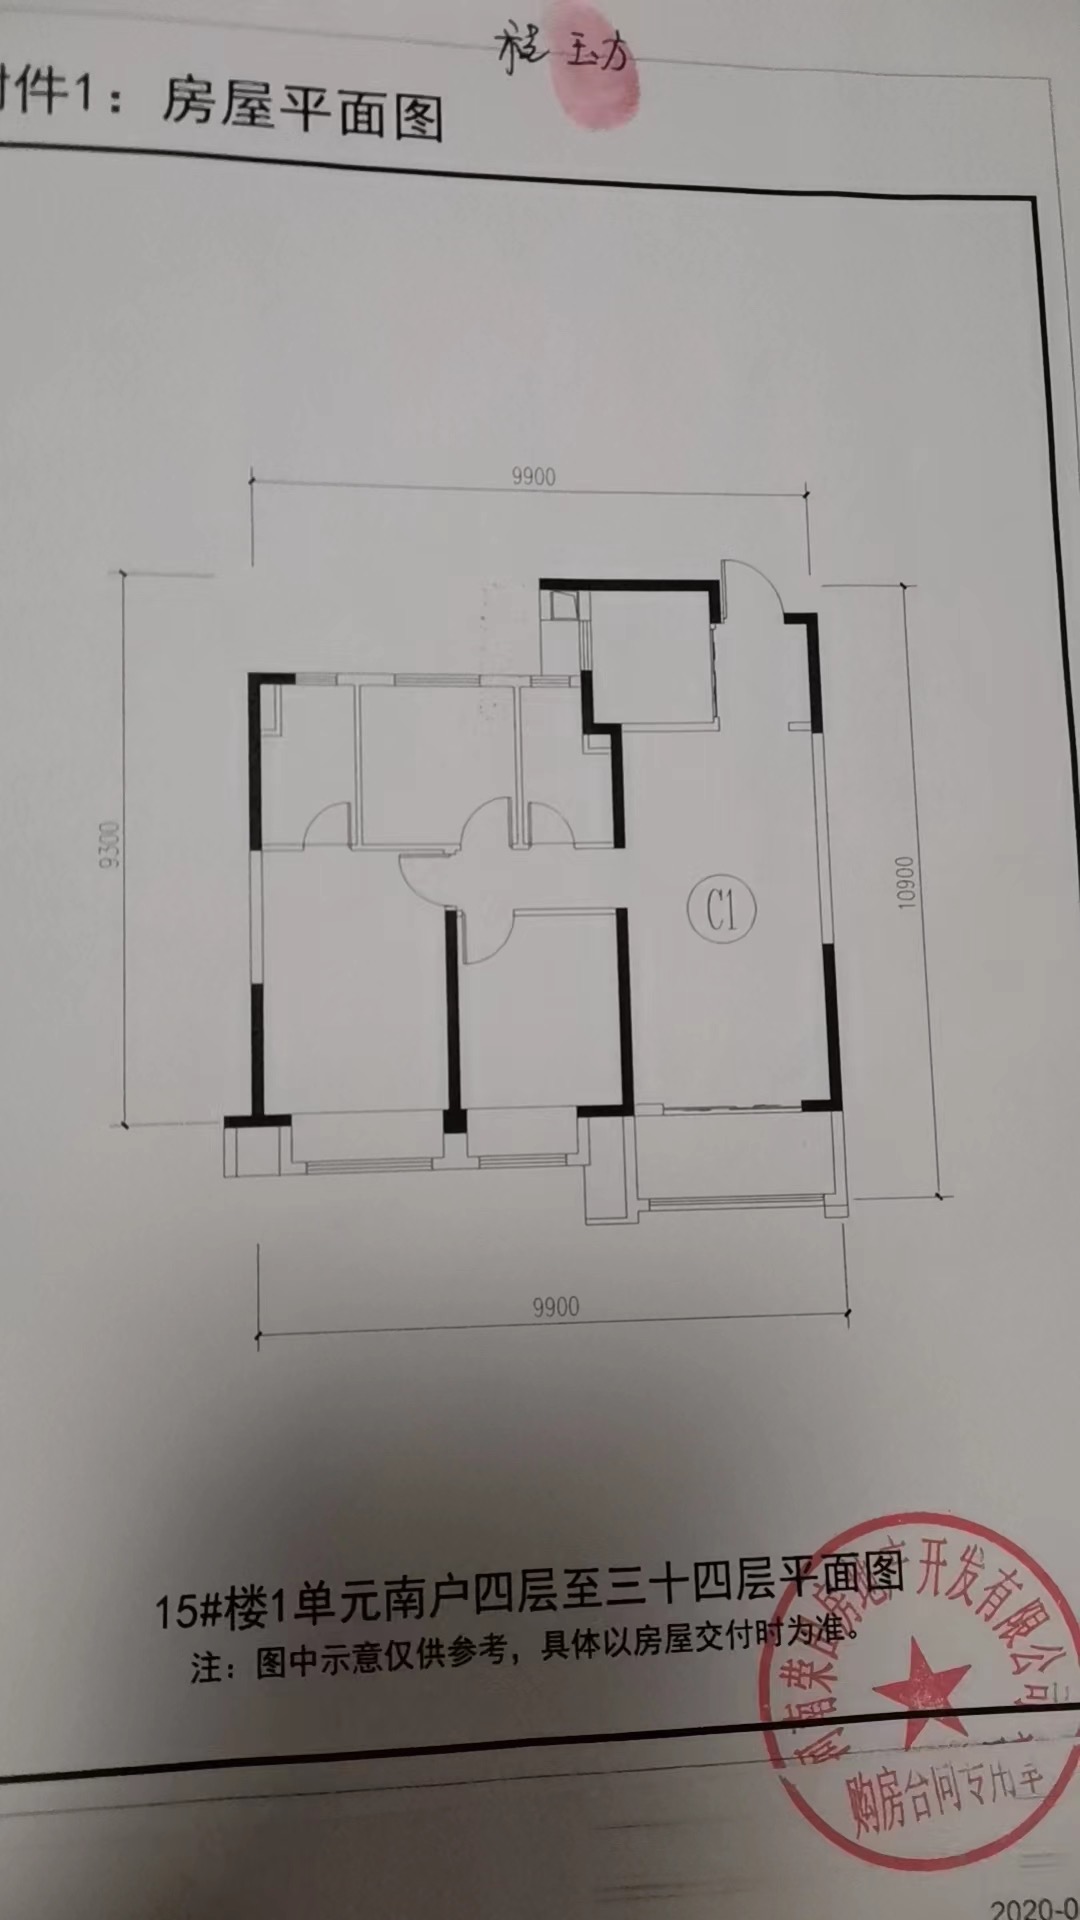 程玉方
附件1：房屋平面图
9900
9300
10900
C1
9900
15#楼1单元南户四层至三十四层平面图
注：图中示意仅供参考，具体以房屋交付时为准。
房地产开发有限公司
购房合同专用章
2020-0